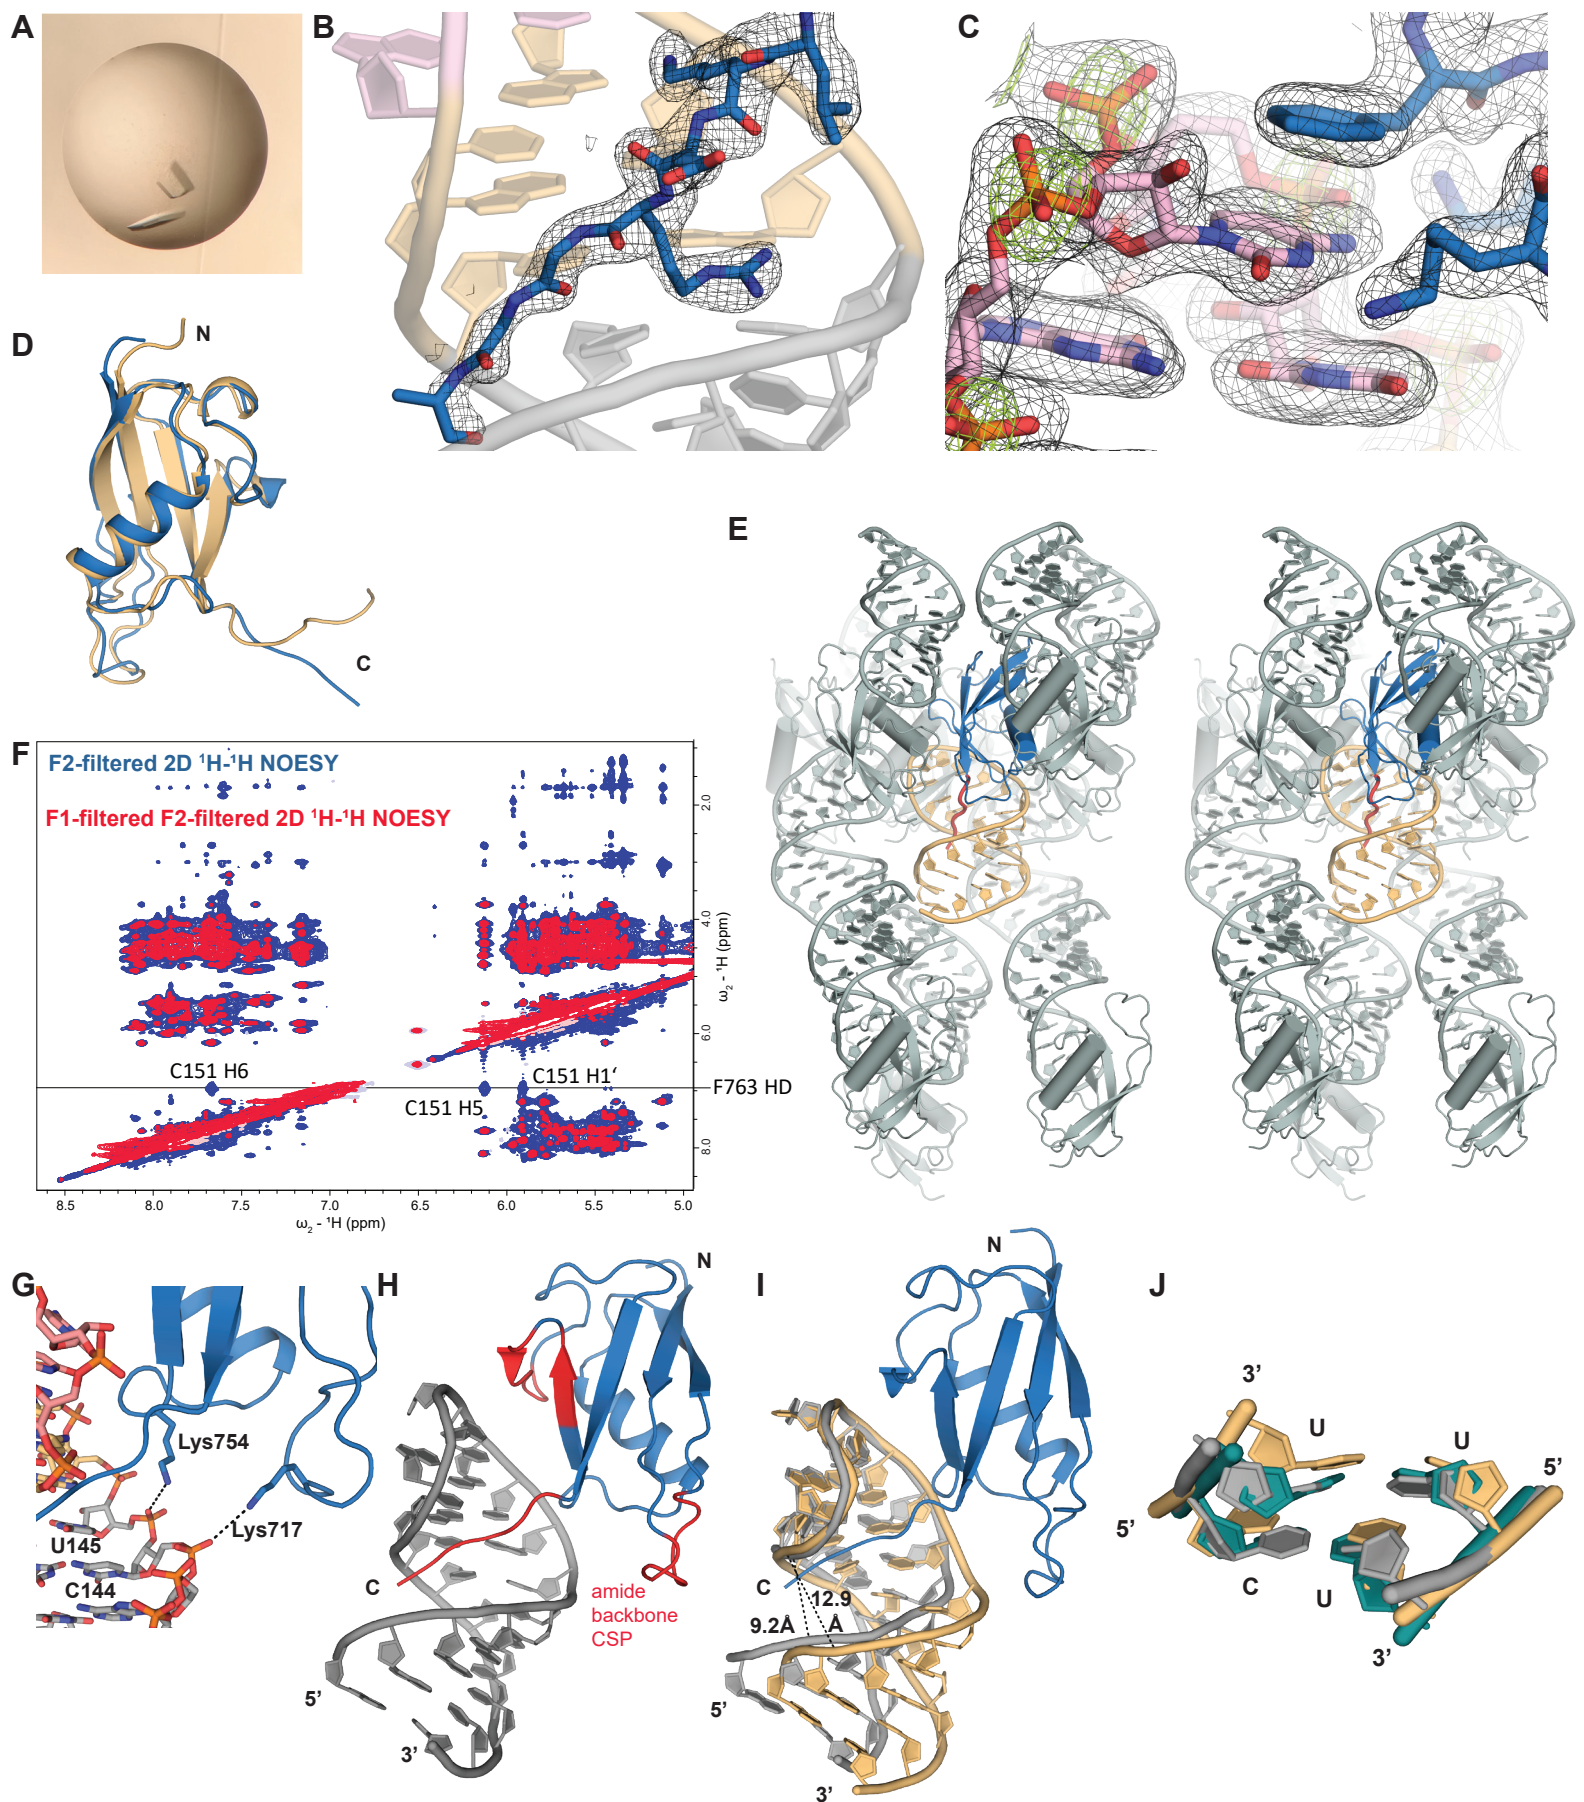 A
B
C
D
N
C
E
F
F2-filtered 2D ¹H-¹H NOESY
F1-filtered F2-filtered 2D ¹H-¹H NOESY
2.0
4.0
6.0
8.0
ω₂ - ¹H (ppm)
C151 H6
C151 H5
C151 H1‘
F763 HD
8.5
8.0
7.5
7.0
6.5
6.0
5.5
5.0
ω₂ - ¹H (ppm)
G
Lys754
Lys717
U145
C144
H
N
C
amide
backbone
CSP
5’
3’
I
N
C
12.9
9.2Å
Å
5’
3’
J
3’
U
U
5’
5’
C
U
3’